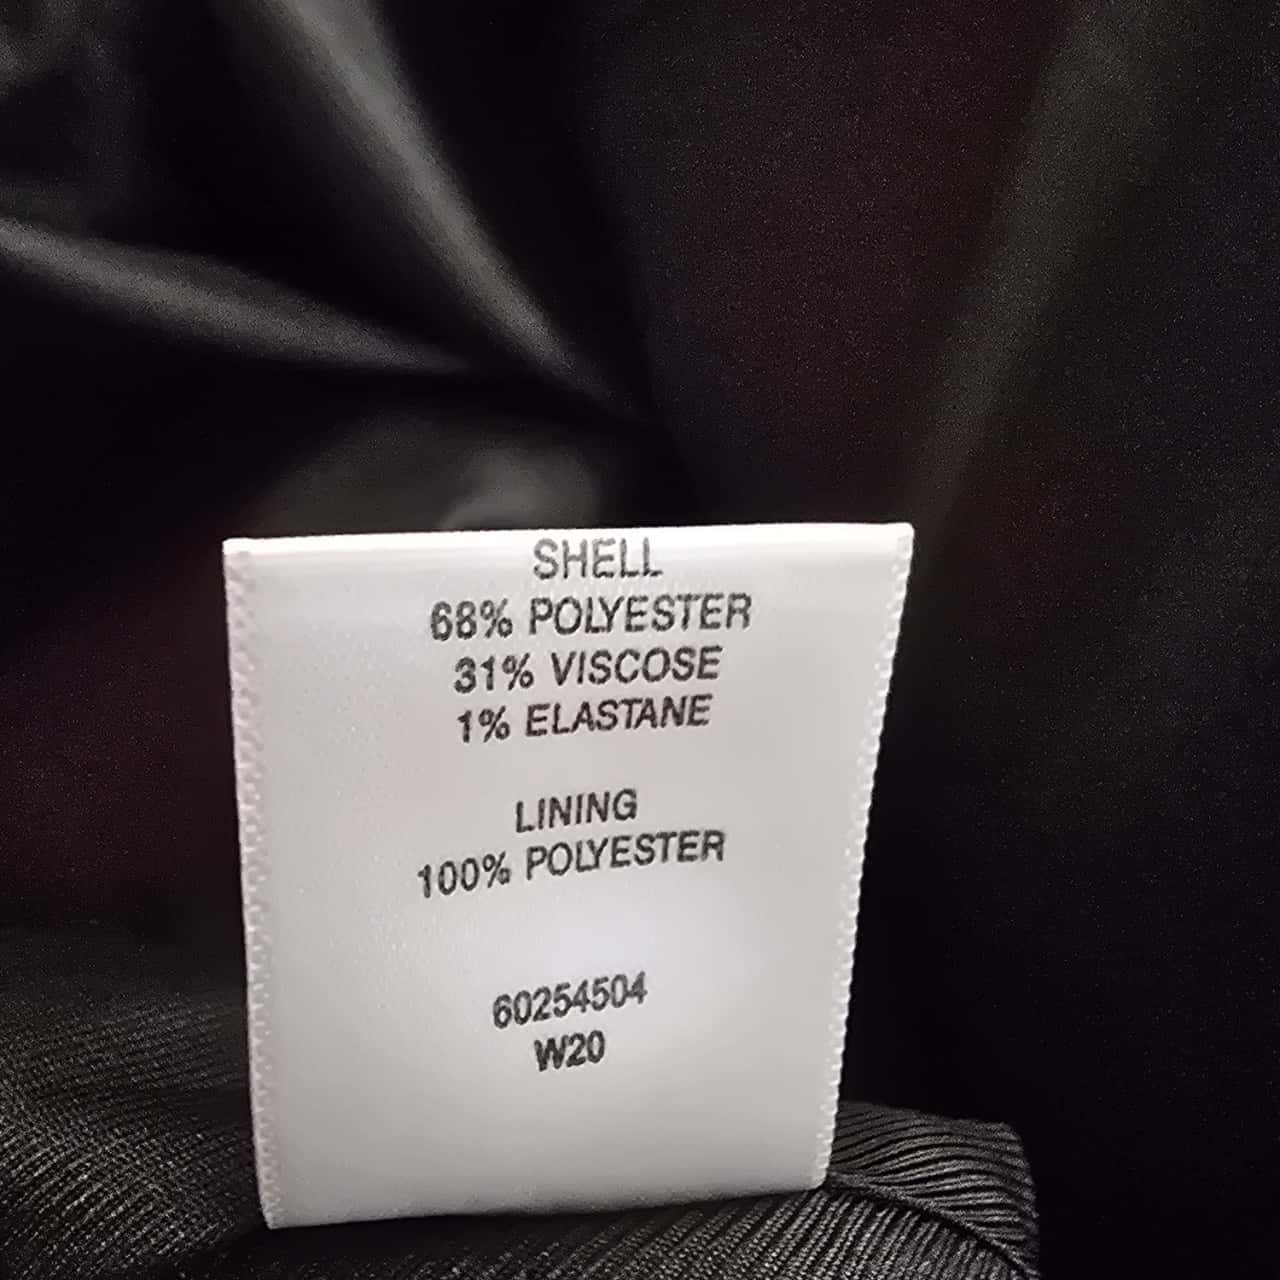 SHELL
68% POLYESTER
31% VISCOSE
1% ELASTANE
LINING
100% POLYESTER
60254504
W20